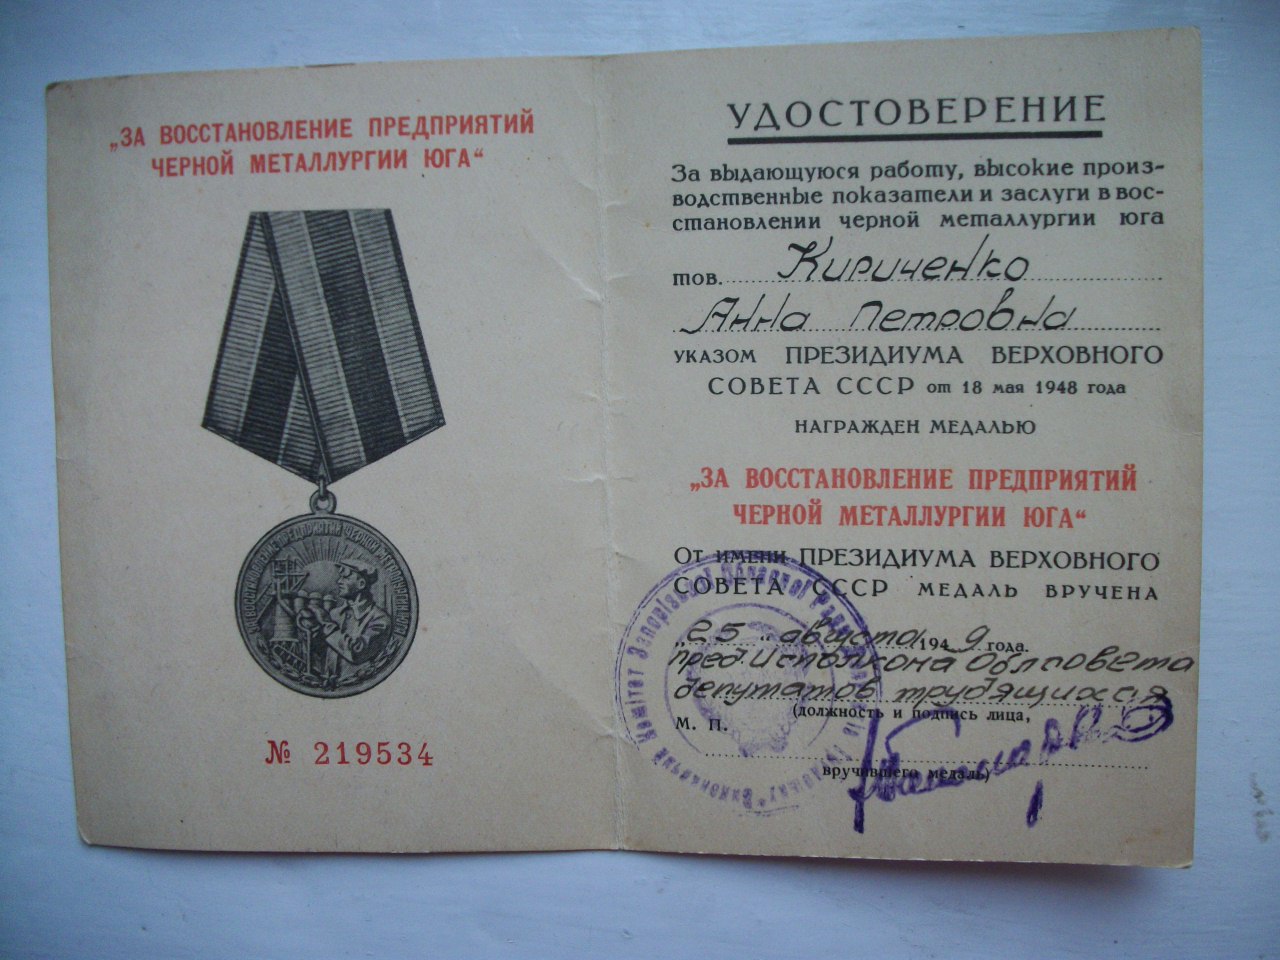 „ЗА ВОССТАНОВЛЕНИЕ ПРЕДПРИЯТИЙ
ЧЕРНОЙ МЕТАЛЛУРГИИ ЮГА“
№ 219534
УДОСТОВЕРЕНИЕ
За выдающуюся работу, высокие произ-
водственные показатели и заслуги в вос-
становлении черной металлургии юга
тов. Кириченко
Анна Петровна
указом ПРЕЗИДИУМА ВЕРХОВНОГО
СОВЕТА СССР от 18 мая 1948 года
НАГРАЖДЕН МЕДАЛЬЮ
„ЗА ВОССТАНОВЛЕНИЕ ПРЕДПРИЯТИЙ
ЧЕРНОЙ МЕТАЛЛУРГИИ ЮГА“
От имени ПРЕЗИДИУМА ВЕРХОВНОГО
СОВЕТА СССР МЕДАЛЬ ВРУЧЕНА
„25“ августа 1949 года.
пред. Исполкома Облсовета
депутатов трудящихся
(должность и подпись лица,
М. П.
вручившего медаль)